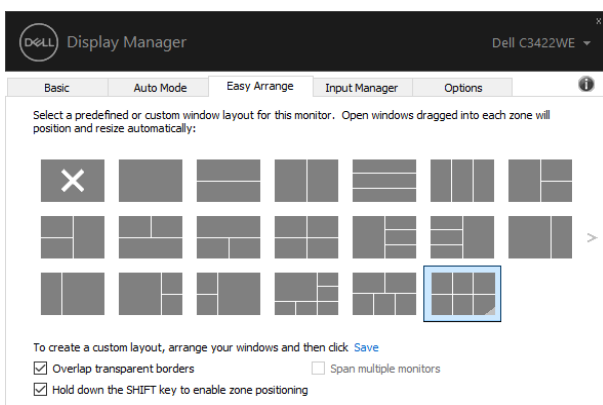 x
DELL Display Manager Dell C3422WE
Basic Auto Mode Easy Arrange Input Manager Options i
Select a predefined or custom window layout for this monitor. Open windows dragged into each zone will
position and resize automatically:
>
To create a custom layout, arrange your windows and then click Save
Overlap transparent borders Span multiple monitors
Hold down the SHIFT key to enable zone positioning